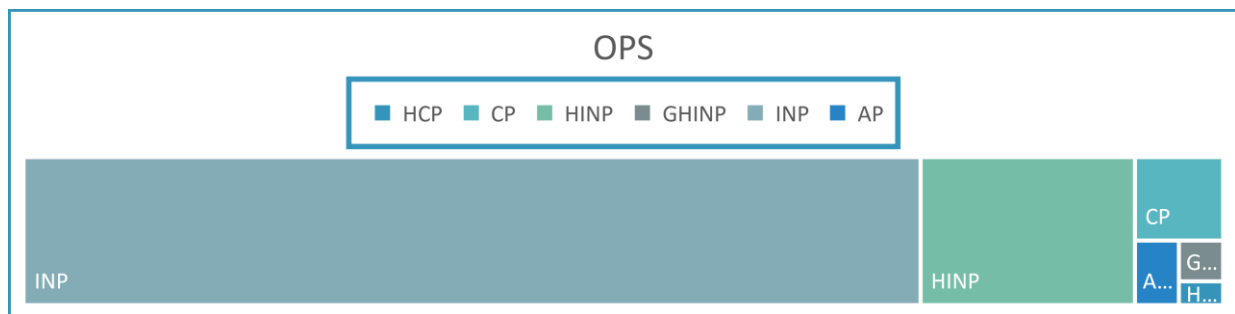 OPS
HCP CP HINP GHINP INP AP
INP
HINP
CP
A...
G...
H...